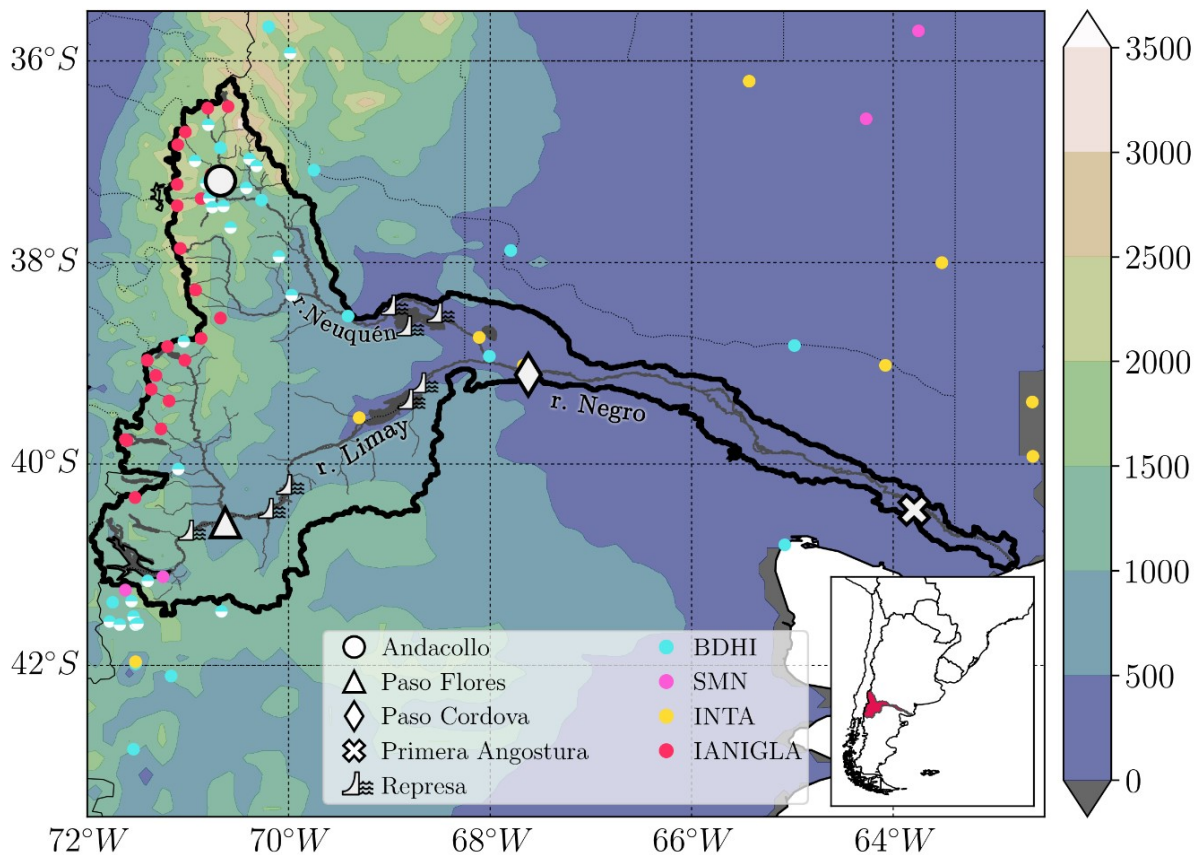 36°S
38°S
40°S
42°S
72°W
70°W
68°W
66°W
64°W
r. Neuquén
r. Limay
r. Negro
Andacollo
Paso Flores
Paso Cordova
Primera Angostura
Represa
BDHI
SMN
INTA
IANIGLA
3500
3000
2500
2000
1500
1000
500
0